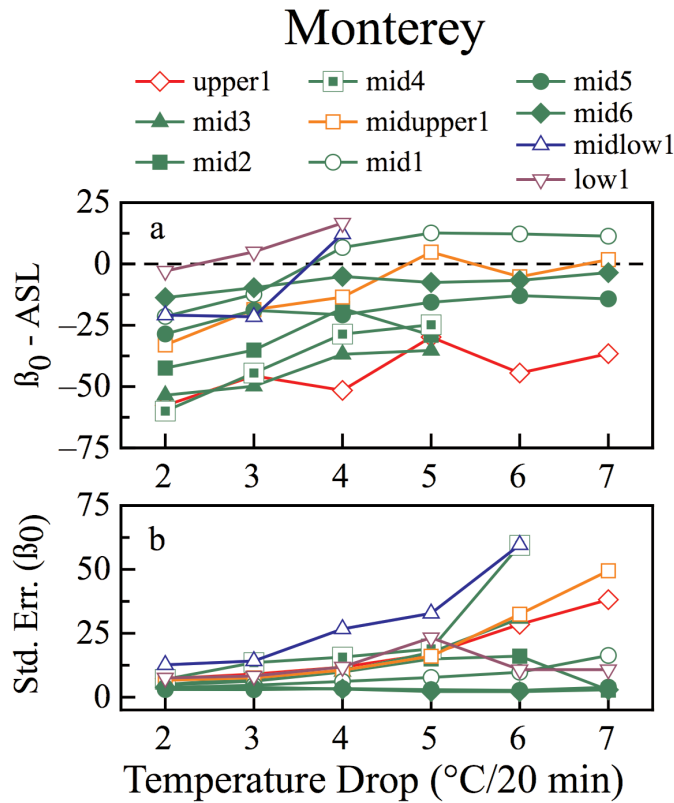 Monterey
upper1 mid4 mid5
mid3 midupper1 mid6
mid2 mid1 midlow1
low1
a
ß0 - ASL
25
0
−25
−50
−75
2 3 4 5 6 7
b
Std. Err. (ß0)
75
50
25
0
2 3 4 5 6 7
Temperature Drop (°C/20 min)